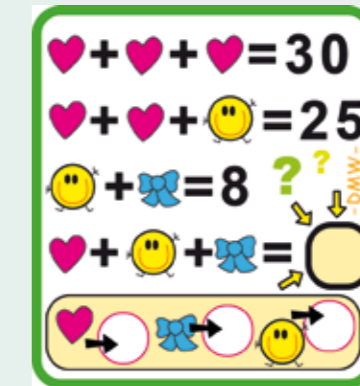 + + =30
+ + =25
+ =8
? ?
-DMW-
+ + =